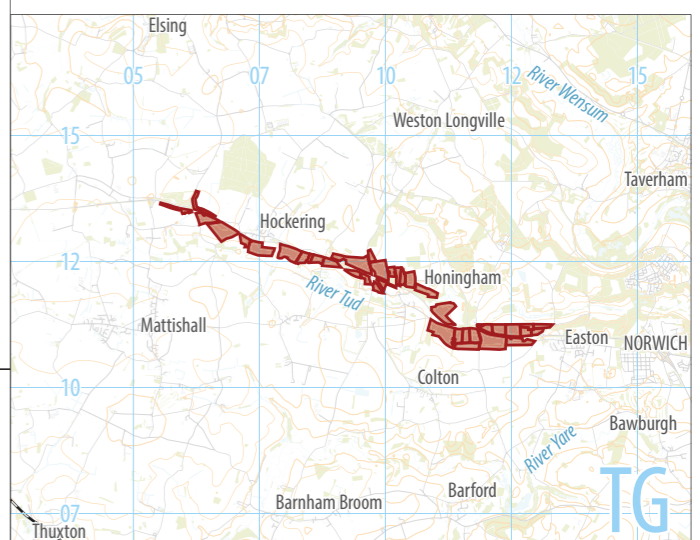 Elsing
05 07 10 12 15
River Wensum
Weston Longville
15
Taverham
Hockering
12
Honingham
River Tud
Mattishall
Easton NORWICH
Colton
10
Bawburgh
River Yare
Barford
TG
Barnham Broom
07
Thuxton